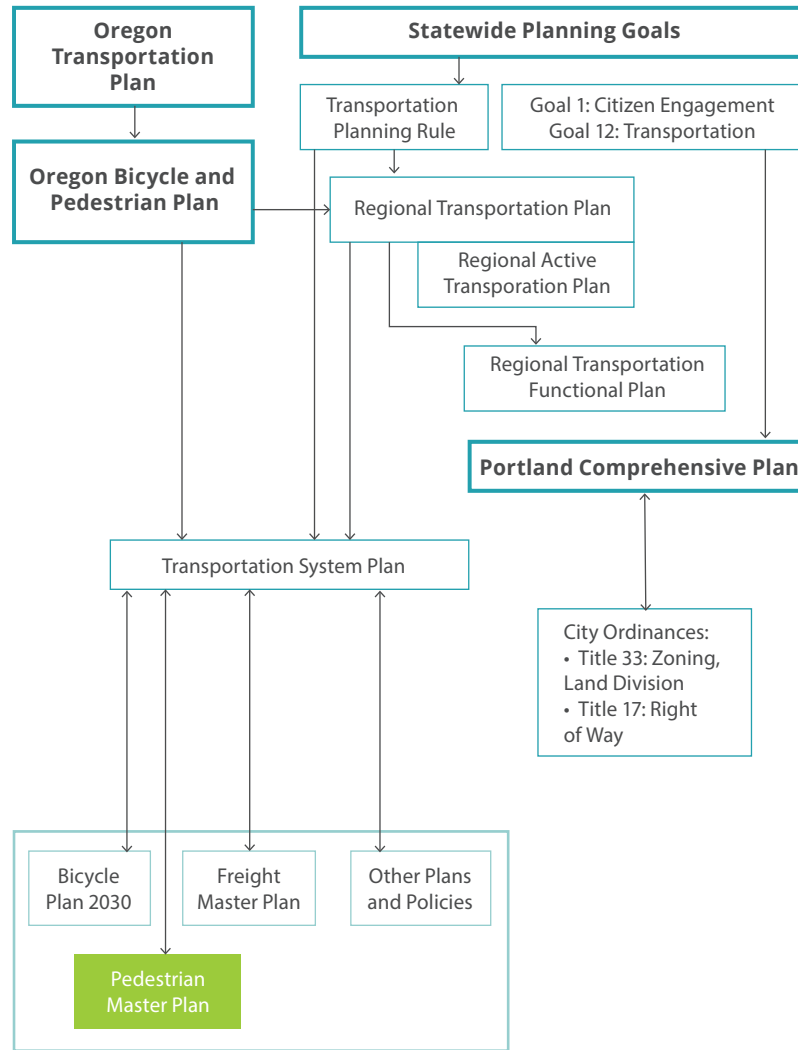 Oregon
Transportation
Plan
Statewide Planning Goals
Transportation
Planning Rule
Goal 1: Citizen Engagement
Goal 12: Transportation
Oregon Bicycle and
Pedestrian Plan
Regional Transportation Plan
Regional Active
Transporation Plan
Regional Transportation
Functional Plan
Portland Comprehensive Plan
Transportation System Plan
City Ordinances:
• Title 33: Zoning,
Land Division
• Title 17: Right
of Way
Bicycle
Plan 2030
Freight
Master Plan
Other Plans
and Policies
Pedestrian
Master Plan